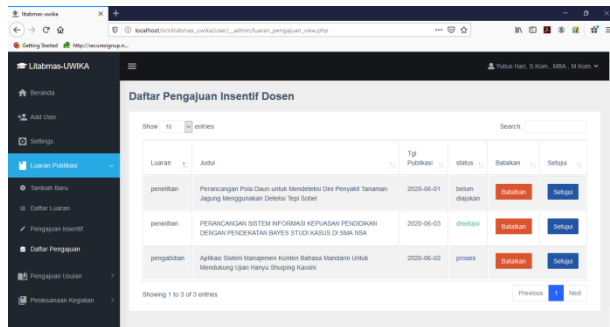 litabmas-uwika
localhost/simlitabmas_uwika/user/_admin/luaran_pengajuan_view.php
Getting Started
http://securesignup.n...
Litabmas-UWIKA
Yulius Hari, S.Kom., MBA., M.Kom
Beranda
Add User
Settings
Luaran Publikasi
Tambah Baru
Daftar Luaran
Pengajuan Insentif
Daftar Pengajuan
Pengajuan Usulan
Pelaksanaan Kegiatan
Daftar Pengajuan Insentif Dosen
Show 10 entries
Search:
Luaran Judul Tgl Publikasi status Batalkan Setujui
penelitian Perancangan Pola Daun untuk Mendeteksi Dini Penyakit Tanaman 2020-06-01 belum Batalkan Setujui
Jagung Menggunakan Deteksi Tepi Sobel diajukan
penelitian PERANCANGAN SISTEM INFORMASI KEPUASAN PENDIDIKAN 2020-06-03 disetujui Batalkan Setujui
DENGAN PENDEKATAN BAYES STUDI KASUS DI SMA NSA
pengabdian Aplikasi Sistem Manajemen Konten Bahasa Mandarin Untuk 2020-06-02 proses Batalkan Setujui
Mendukung Ujian Hanyu Shuiping Kaoshi
Showing 1 to 3 of 3 entries
Previous 1 Next